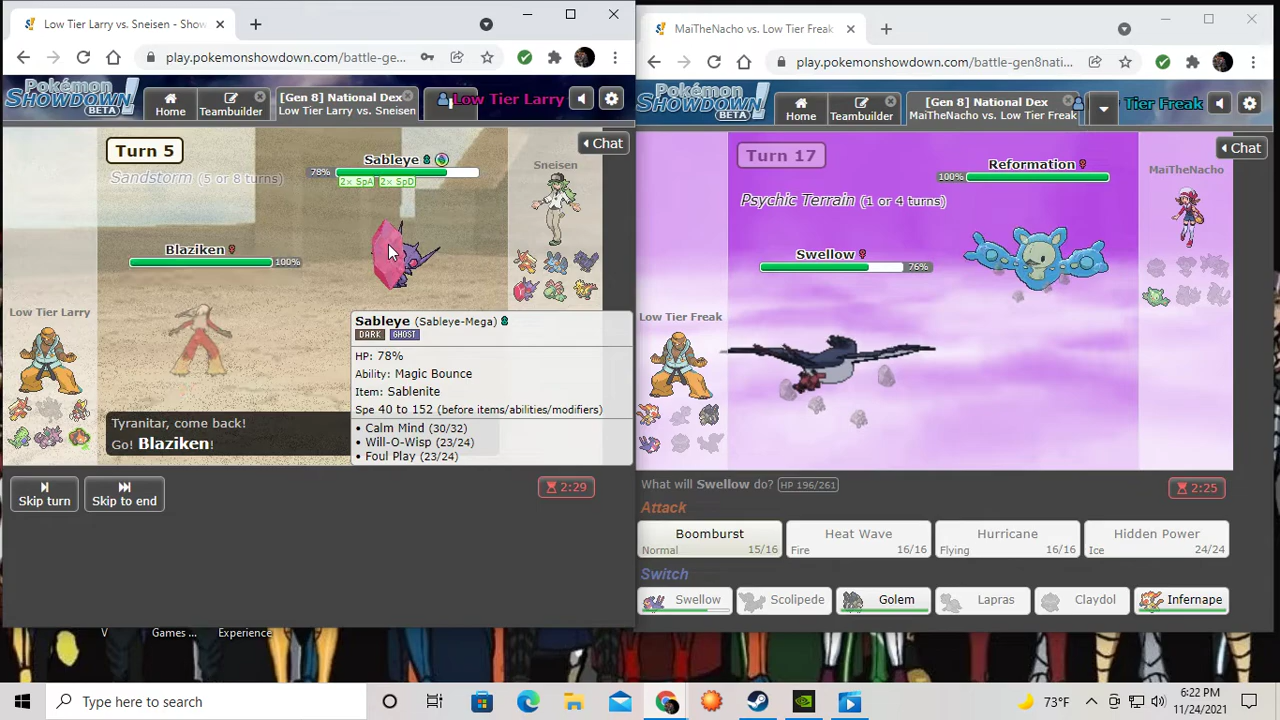 Low Tier Larry vs. Sneisen - Show
play.pokemonshowdown.com/battle-ge...
Pokémon
Showdown!
BETA
Home
Teambuilder
[Gen 8] National Dex
Low Tier Larry vs. Sneisen
Low Tier Larry
Turn 5
Sandstorm (5 or 8 turns)
Chat
Sableye
78%
2× SpA 2× SpD
Sneisen
Blaziken
100%
Low Tier Larry
Sableye (Sableye-Mega)
DARK GHOST
HP: 78%
Ability: Magic Bounce
Item: Sablenite
Spe 40 to 152 (before items/abilities/modifiers)
• Calm Mind (30/32)
• Will-O-Wisp (23/24)
• Foul Play (23/24)
Tyranitar, come back!
Go! Blaziken!
Skip turn
Skip to end
2:29
MaiTheNacho vs. Low Tier Freak
play.pokemonshowdown.com/battle-gen8nati...
Pokémon
Showdown!
BETA
Home
Teambuilder
[Gen 8] National Dex
MaiTheNacho vs. Low Tier Freak
Tier Freak
Turn 17
Psychic Terrain (1 or 4 turns)
Chat
Reformation
100%
MaiTheNacho
Swellow
76%
Low Tier Freak
What will Swellow do? HP 196/261
2:25
Attack
Boomburst
Normal 15/16
Heat Wave
Fire 16/16
Hurricane
Flying 16/16
Hidden Power
Ice 24/24
Switch
Swellow
Scolipede
Golem
Lapras
Claydol
Infernape
V
Games ...
Experience
Type here to search
73°F
6:22 PM
11/24/2021